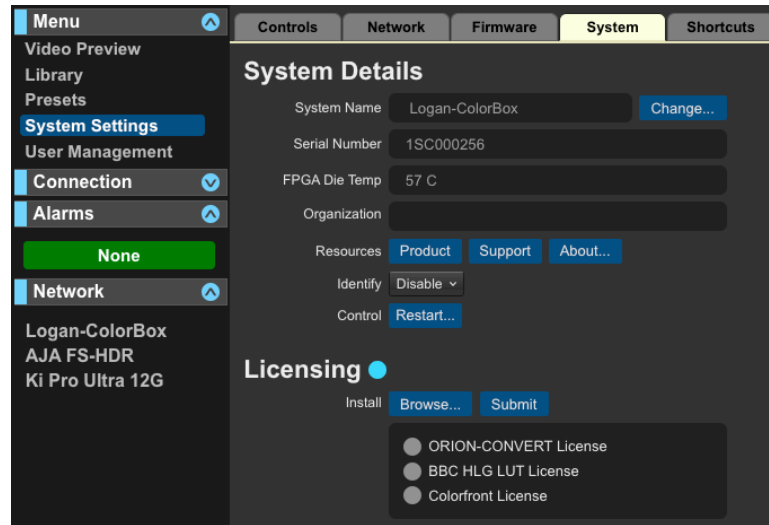 Menu
Controls Network Firmware System Shortcuts
Video Preview
Library
Presets
System Settings
User Management
Connection
Alarms
None
Network
Logan-ColorBox
AJA FS-HDR
Ki Pro Ultra 12G
System Details
System Name Logan-ColorBox Change...
Serial Number 1SC000256
FPGA Die Temp 57 C
Organization
Resources Product Support About...
Identify Disable
Control Restart...
Licensing
Install Browse... Submit
ORION-CONVERT License
BBC HLG LUT License
Colorfront License